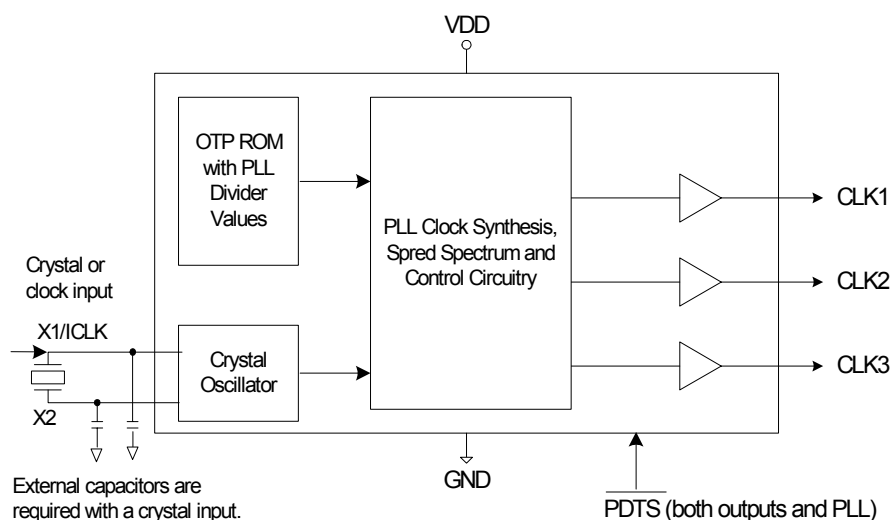 VDD
OTP ROM
with PLL
Divider
Values
PLL Clock Synthesis,
Spred Spectrum and
Control Circuitry
CLK1
CLK2
CLK3
Crystal or
clock input
X1/ICLK
Crystal
Oscillator
X2
GND
External capacitors are
required with a crystal input.
PDTS (both outputs and PLL)